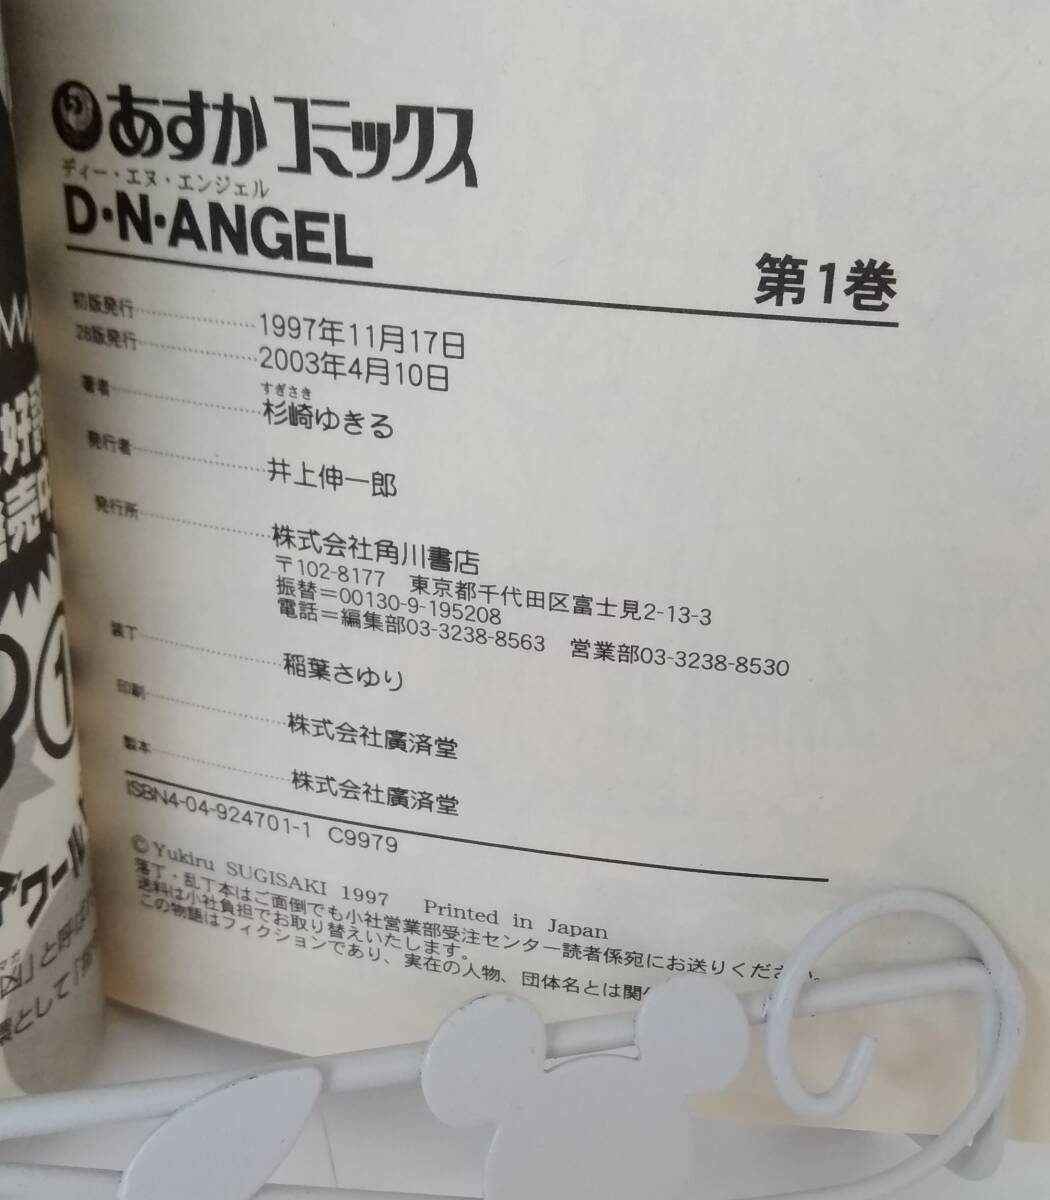 あすかコミックス
ディー・エヌ・エンジェル
D・N・ANGEL
第1巻
初版発行 1997年11月17日
28版発行 2003年4月10日
著者 杉崎ゆきる
すぎさき
発行者 井上伸一郎
発行所 株式会社角川書店
〒102-8177 東京都千代田区富士見2-13-3
振替＝00130-9-195208
電話＝編集部03-3238-8563 営業部03-3238-8530
装丁 稲葉さゆり
印刷 株式会社廣済堂
製本 株式会社廣済堂
ISBN4-04-924701-1 C9979
©Yukiru SUGISAKI 1997 Printed in Japan
落丁・乱丁本はご面倒でも小社営業部受注センター読者係宛にお送りください。
送料は小社負担でお取り替えいたします。
この物語はフィクションであり、実在の人物、団体名とは関